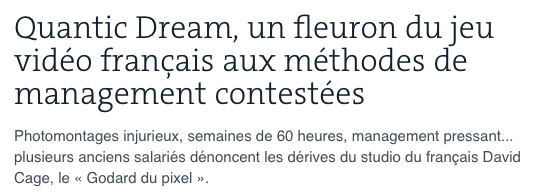 Quantic Dream, un fleuron du jeu
vidéo français aux méthodes de
management contestées
Photomontages injurieux, semaines de 60 heures, management pressant...
plusieurs anciens salariés dénoncent les dérives du studio du français David
Cage, le « Godard du pixel ».